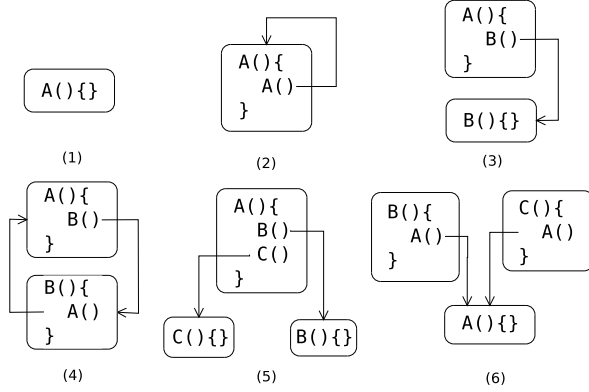 A(){}
(1)
A(){
A()
}
(2)
A(){
B()
}
B(){}
(3)
A(){
B()
}
B(){
A()
}
(4)
A(){
B()
C()
}
C(){}
B(){}
(5)
B(){
A()
}
C(){
A()
}
A(){}
(6)